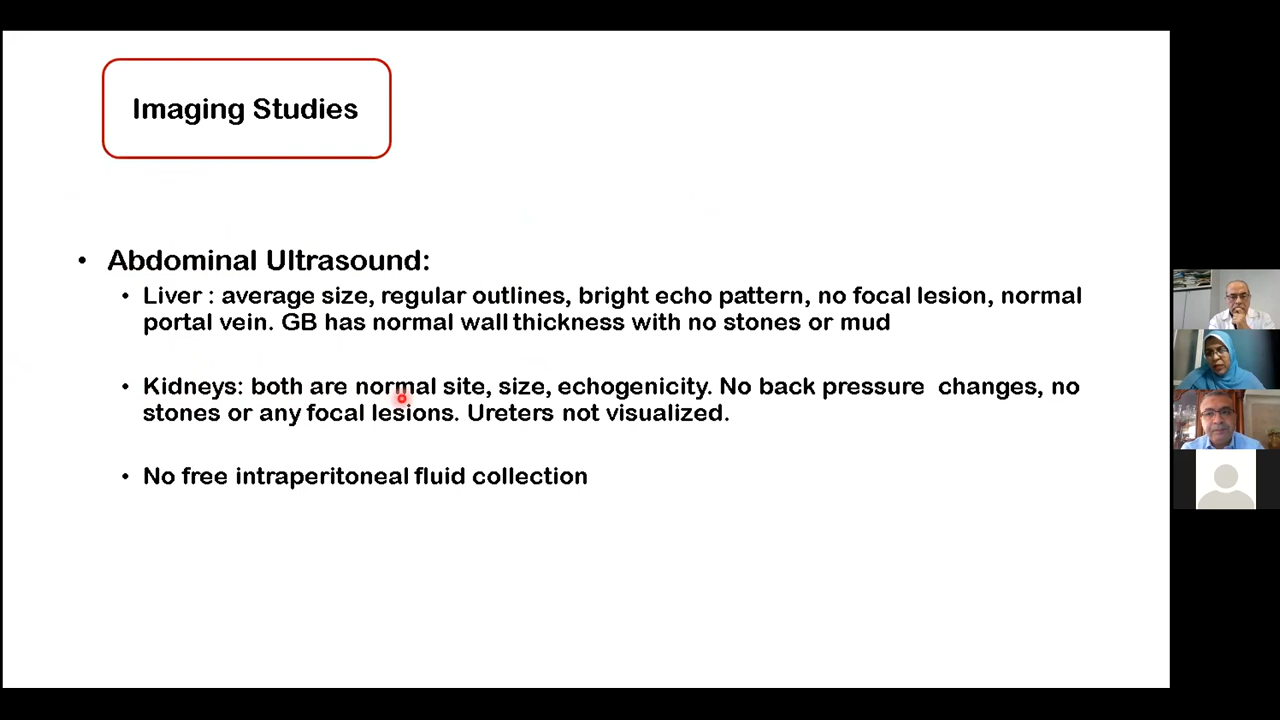 Imaging Studies
• Abdominal Ultrasound:
• Liver : average size, regular outlines, bright echo pattern, no focal lesion, normal
portal vein. GB has normal wall thickness with no stones or mud
• Kidneys: both are normal site, size, echogenicity. No back pressure changes, no
stones or any focal lesions. Ureters not visualized.
• No free intraperitoneal fluid collection